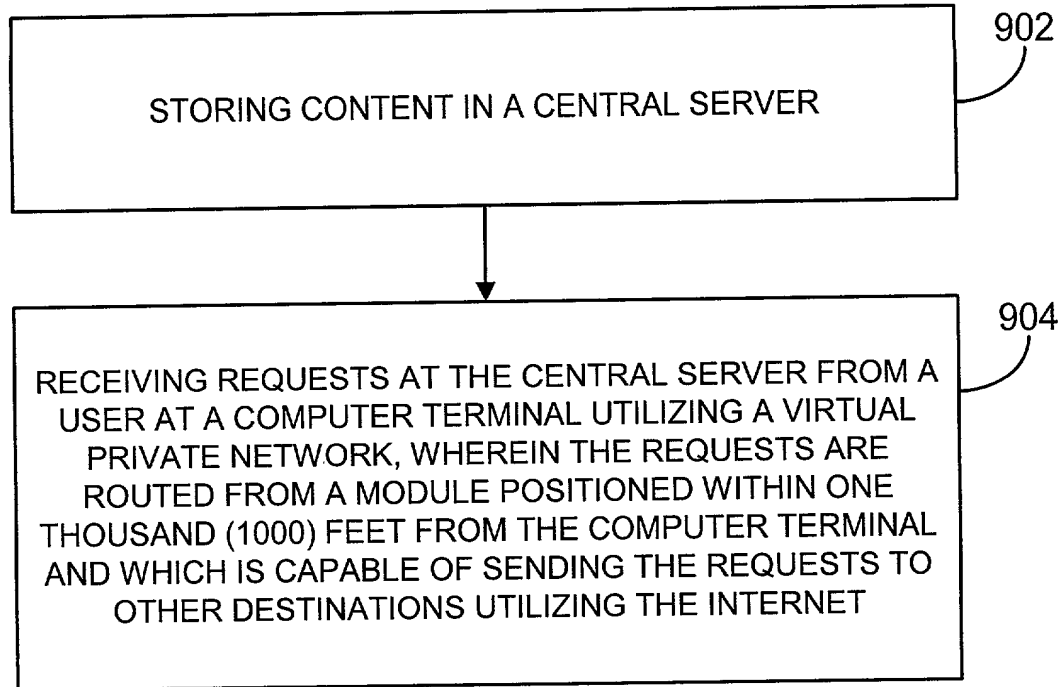 902
STORING CONTENT IN A CENTRAL SERVER
904
RECEIVING REQUESTS AT THE CENTRAL SERVER FROM A
USER AT A COMPUTER TERMINAL UTILIZING A VIRTUAL
PRIVATE NETWORK, WHEREIN THE REQUESTS ARE
ROUTED FROM A MODULE POSITIONED WITHIN ONE
THOUSAND (1000) FEET FROM THE COMPUTER TERMINAL
AND WHICH IS CAPABLE OF SENDING THE REQUESTS TO
OTHER DESTINATIONS UTILIZING THE INTERNET